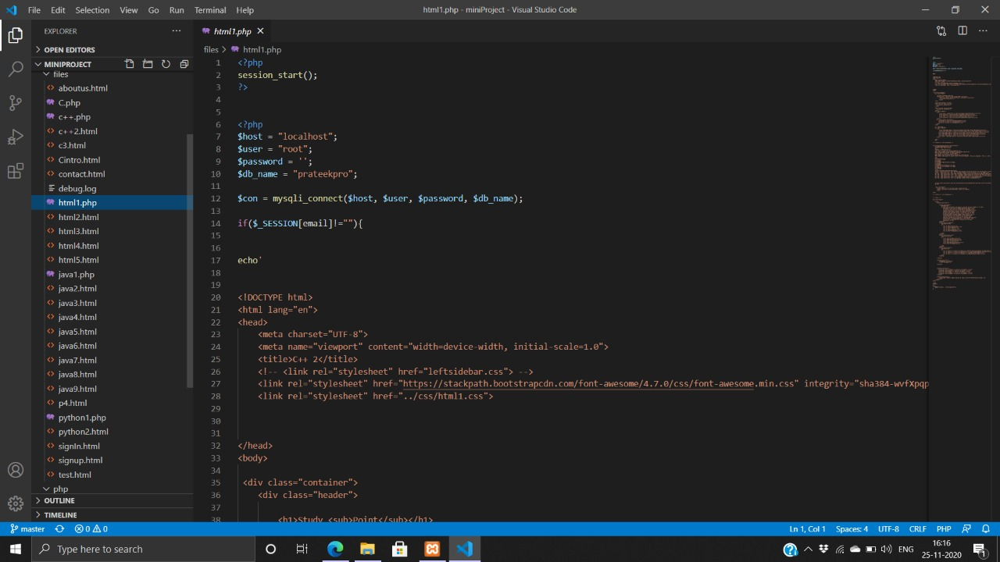 File Edit Selection View Go Run Terminal Help
html1.php - miniProject - Visual Studio Code
EXPLORER
OPEN EDITORS
MINIPROJECT
files
aboutus.html
C.php
c++.php
c++2.html
c3.html
Cintro.html
contact.html
debug.log
html1.php
html2.html
html3.html
html4.html
html5.html
java1.php
java2.html
java3.html
java4.html
java5.html
java6.html
java7.html
java8.html
java9.html
p4.html
python1.php
python2.html
signIn.html
signup.html
test.html
php
OUTLINE
TIMELINE
html1.php
files > html1.php
1 <?php
2 session_start();
3 ?>
4
5
6 <?php
7 $host = "localhost";
8 $user = "root";
9 $password = '';
10 $db_name = "prateekpro";
11
12 $con = mysqli_connect($host, $user, $password, $db_name);
13
14 if($_SESSION[email]!=""){
15
16
17 echo'
18
19
20 <!DOCTYPE html>
21 <html lang="en">
22 <head>
23 <meta charset="UTF-8">
24 <meta name="viewport" content="width=device-width, initial-scale=1.0">
25 <title>C++ 2</title>
26 <!-- <link rel="stylesheet" href="leftsidebar.css"> -->
27 <link rel="stylesheet" href="https://stackpath.bootstrapcdn.com/font-awesome/4.7.0/css/font-awesome.min.css" integrity="sha384-wvfXpqp
28 <link rel="stylesheet" href="../css/html1.css">
29
30
31
32 </head>
33 <body>
34
35 <div class="container">
36 <div class="header">
37
38 <h1>Study <sub>Point</sub></h1>
master 0 0
Ln 1, Col 1 Spaces: 4 UTF-8 CRLF PHP
Type here to search
ENG
16:16
25-11-2020
1